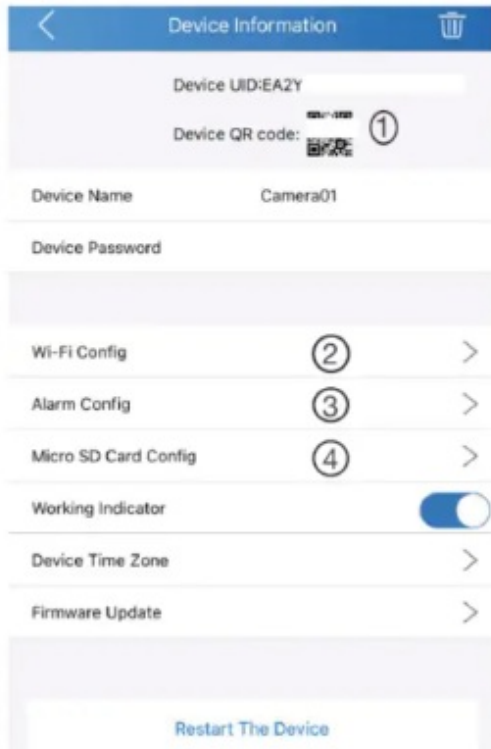 Device Information
Device UID:EA2Y
Device QR code: ①
Device Name Camera01
Device Password
Wi-Fi Config ②
Alarm Config ③
Micro SD Card Config ④
Working Indicator
Device Time Zone
Firmware Update
Restart The Device